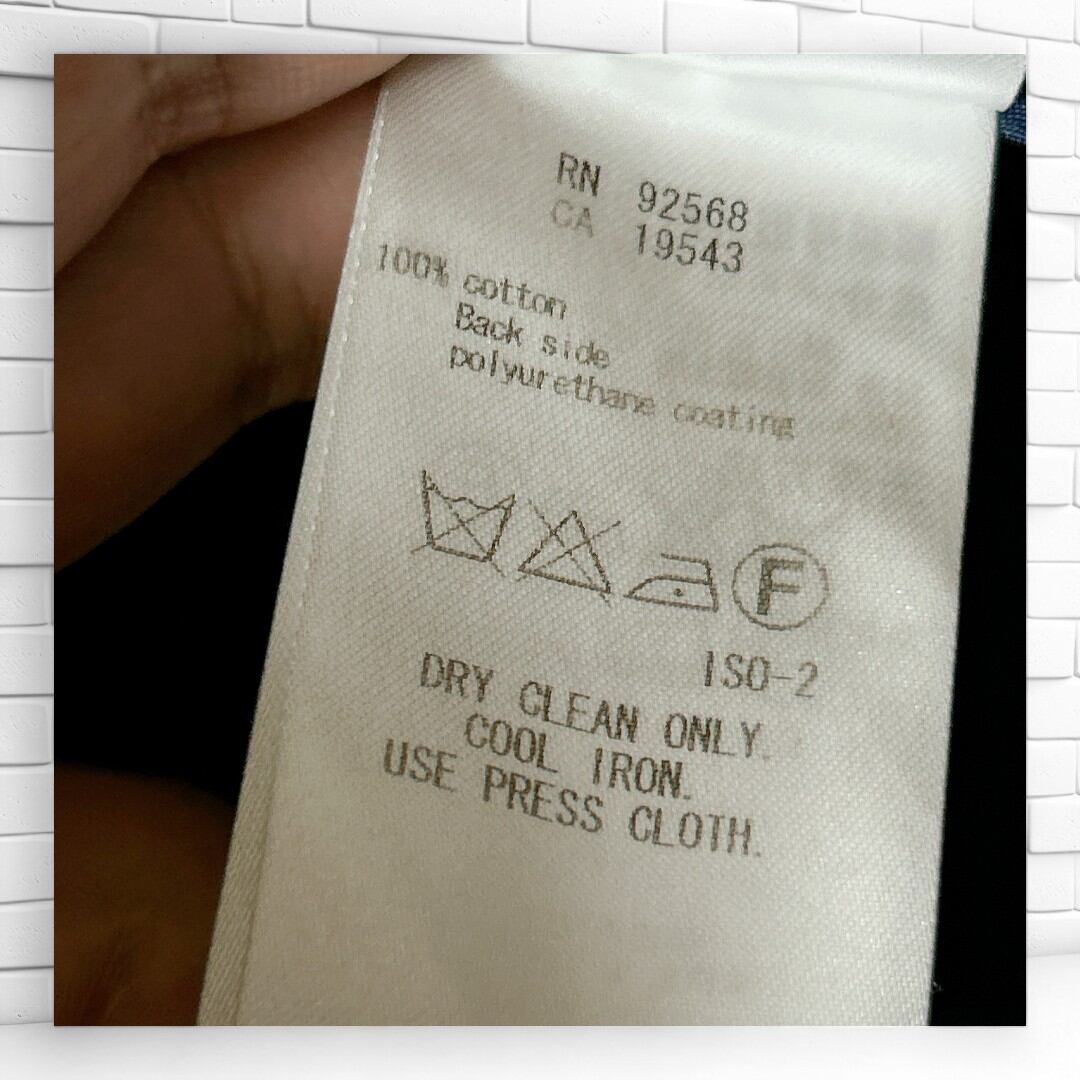 RN 92568
CA 19543
100% cotton
Back side
polyurethane coating
F
ISO-2
DRY CLEAN ONLY.
COOL IRON.
USE PRESS CLOTH.